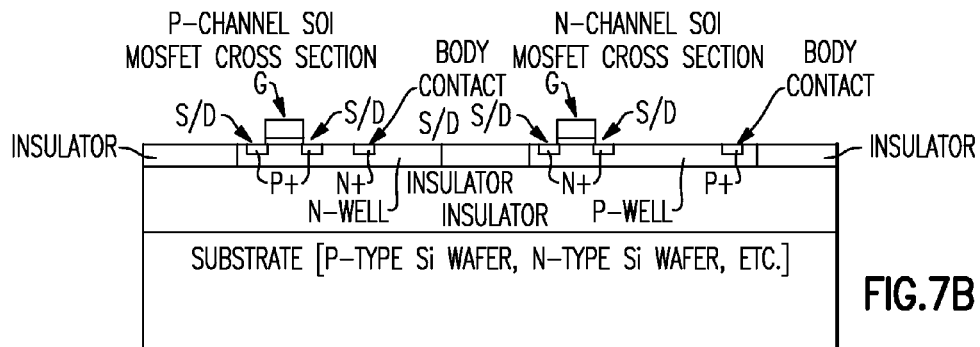 P-CHANNEL SOI
MOSFET CROSS SECTION
N-CHANNEL SOI
MOSFET CROSS SECTION
G
BODY
CONTACT
G
BODY
CONTACT
S/D
S/D
S/D
S/D
S/D
INSULATOR
INSULATOR
P+
N+
INSULATOR
N+
P+
N-WELL
INSULATOR
P-WELL
SUBSTRATE [P-TYPE Si WAFER, N-TYPE Si WAFER, ETC.]
FIG.7B